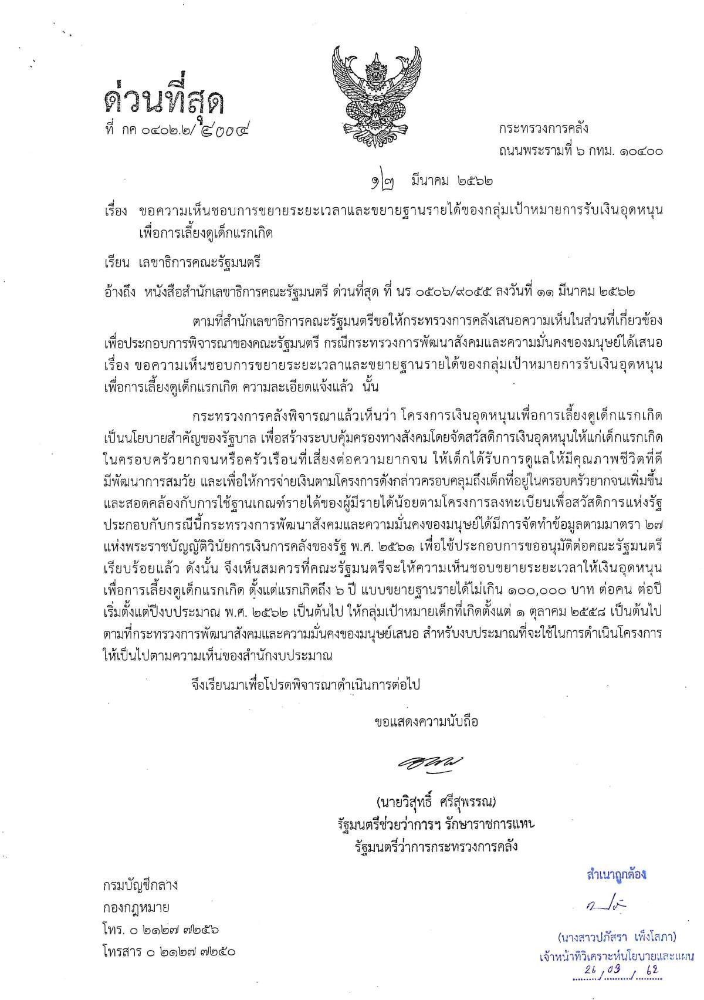 ด่วนที่สุด
ที่ กค ๐๔๐๒.๒/๔๐๐๔
กระทรวงการคลัง
ถนนพระรามที่ ๖ กทม. ๑๐๔๐๐
๑๒ มีนาคม ๒๕๖๒
เรื่อง ขอความเห็นชอบการขยายระยะเวลาและขยายฐานรายได้ของกลุ่มเป้าหมายการรับเงินอุดหนุน
เพื่อการเลี้ยงดูเด็กแรกเกิด
เรียน เลขาธิการคณะรัฐมนตรี
อ้างถึง หนังสือสำนักเลขาธิการคณะรัฐมนตรี ด่วนที่สุด ที่ นร ๐๕๐๖/๙๐๕๕ ลงวันที่ ๑๑ มีนาคม ๒๕๖๒
ตามที่สำนักเลขาธิการคณะรัฐมนตรีขอให้กระทรวงการคลังเสนอความเห็นในส่วนที่เกี่ยวข้อง
เพื่อประกอบการพิจารณาของคณะรัฐมนตรี กรณีกระทรวงการพัฒนาสังคมและความมั่นคงของมนุษย์ได้เสนอ
เรื่อง ขอความเห็นชอบการขยายระยะเวลาและขยายฐานรายได้ของกลุ่มเป้าหมายการรับเงินอุดหนุน
เพื่อการเลี้ยงดูเด็กแรกเกิด ความละเอียดแจ้งแล้ว นั้น
กระทรวงการคลังพิจารณาแล้วเห็นว่า โครงการเงินอุดหนุนเพื่อการเลี้ยงดูเด็กแรกเกิด
เป็นนโยบายสำคัญของรัฐบาล เพื่อสร้างระบบคุ้มครองทางสังคมโดยจัดสวัสดิการเงินอุดหนุนให้แก่เด็กแรกเกิด
ในครอบครัวยากจนหรือครัวเรือนที่เสี่ยงต่อความยากจน ให้เด็กได้รับการดูแลให้มีคุณภาพชีวิตที่ดี
มีพัฒนาการสมวัย และเพื่อให้การจ่ายเงินตามโครงการดังกล่าวครอบคลุมถึงเด็กที่อยู่ในครอบครัวยากจนเพิ่มขึ้น
และสอดคล้องกับการใช้ฐานเกณฑ์รายได้ของผู้มีรายได้น้อยตามโครงการลงทะเบียนเพื่อสวัสดิการแห่งรัฐ
ประกอบกับกรณีนี้กระทรวงการพัฒนาสังคมและความมั่นคงของมนุษย์ได้มีการจัดทำข้อมูลตามมาตรา ๒๗
แห่งพระราชบัญญัติวินัยการเงินการคลังของรัฐ พ.ศ. ๒๕๖๑ เพื่อใช้ประกอบการขออนุมัติต่อคณะรัฐมนตรี
เรียบร้อยแล้ว ดังนั้น จึงเห็นสมควรที่คณะรัฐมนตรีจะให้ความเห็นชอบขยายระยะเวลาให้เงินอุดหนุน
เพื่อการเลี้ยงดูเด็กแรกเกิด ตั้งแต่แรกเกิดถึง ๖ ปี แบบขยายฐานรายได้ไม่เกิน ๑๐๐,๐๐๐ บาท ต่อคน ต่อปี
เริ่มตั้งแต่ปีงบประมาณ พ.ศ. ๒๕๖๒ เป็นต้นไป ให้กลุ่มเป้าหมายเด็กที่เกิดตั้งแต่ ๑ ตุลาคม ๒๕๕๘ เป็นต้นไป
ตามที่กระทรวงการพัฒนาสังคมและความมั่นคงของมนุษย์เสนอ สำหรับงบประมาณที่จะใช้ในการดำเนินโครงการ
ให้เป็นไปตามความเห็นของสำนักงบประมาณ
จึงเรียนมาเพื่อโปรดพิจารณาดำเนินการต่อไป
ขอแสดงความนับถือ
(นายวิสุทธิ์ ศรีสุพรรณ)
รัฐมนตรีช่วยว่าการฯ รักษาราชการแทน
รัฐมนตรีว่าการกระทรวงการคลัง
สำเนาถูกต้อง
กรมบัญชีกลาง
กองกฎหมาย
โทร. ๐ ๒๑๒๗ ๗๒๕๖
โทรสาร ๐ ๒๑๒๗ ๗๒๕๐
(นางสาวปภัสรา เพ็งโสภา)
เจ้าหน้าที่วิเคราะห์นโยบายและแผน
26/03/62